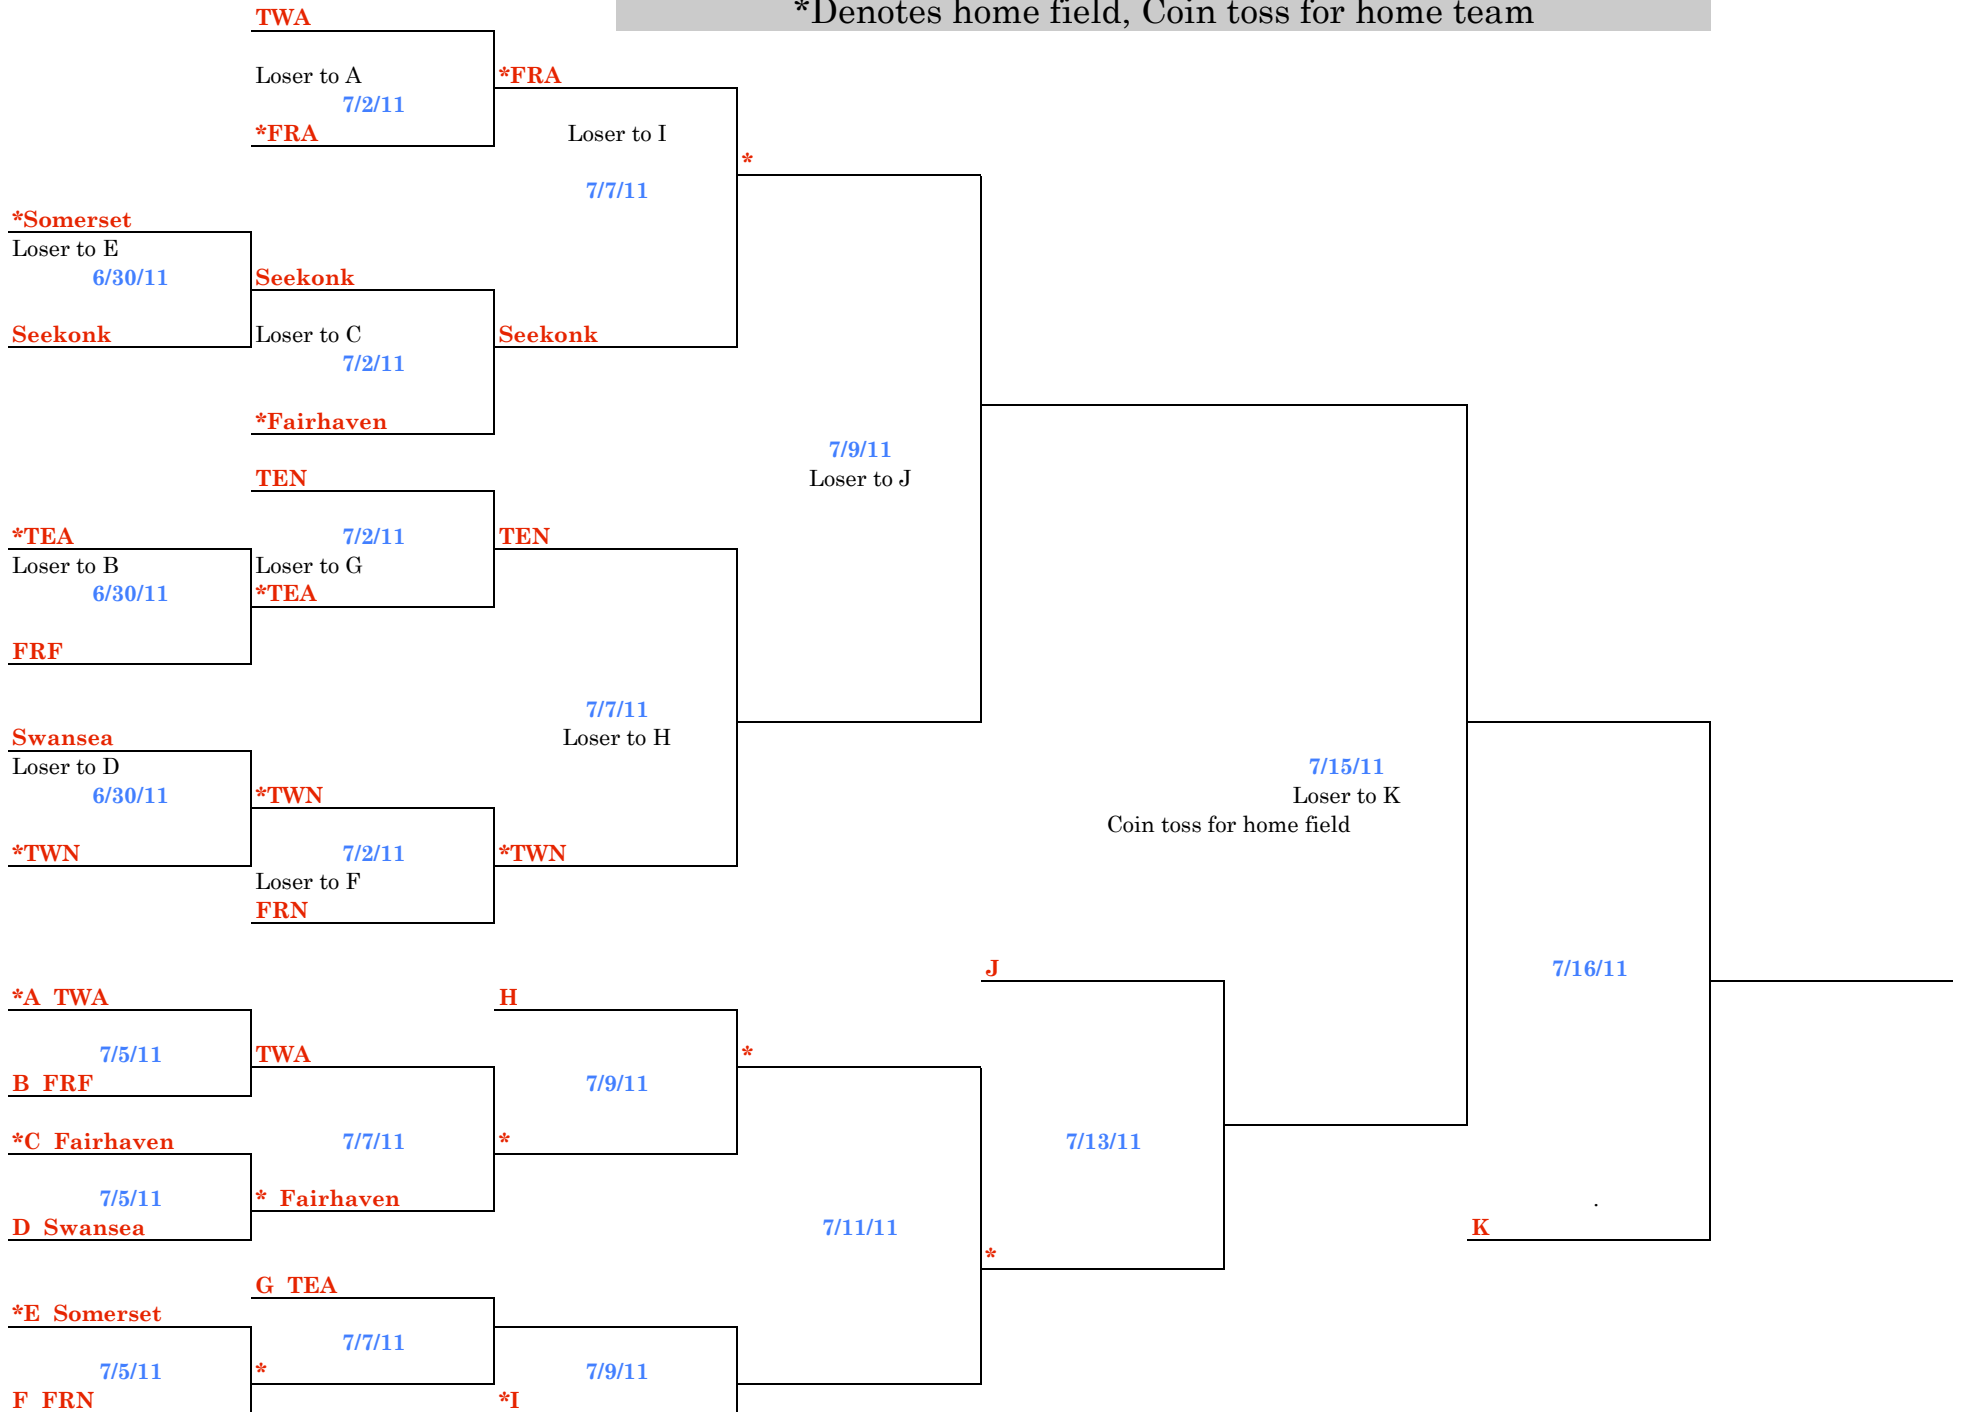 *Denotes home field, Coin toss for home team
TWA
Loser to A
*FRA
7/2/11
*FRA
Loser to I
*
7/7/11
*Somerset
Loser to E
6/30/11
Seekonk
Seekonk
Loser to C
Seekonk
7/2/11
*Fairhaven
7/9/11
TEN
Loser to J
*TEA
7/2/11
TEN
Loser to B
Loser to G
6/30/11
*TEA
FRF
7/7/11
Swansea
Loser to H
Loser to D
7/15/11
6/30/11
*TWN
Loser to K
Coin toss for home field
*TWN
7/2/11
*TWN
Loser to F
FRN
J
7/16/11
*A TWA
H
7/5/11
TWA
*
B FRF
7/9/11
*C Fairhaven
7/7/11
*
7/13/11
7/5/11
* Fairhaven
.
D Swansea
7/11/11
K
*
G TEA
*E Somerset
7/7/11
7/5/11
*
7/9/11
F FRN
*I